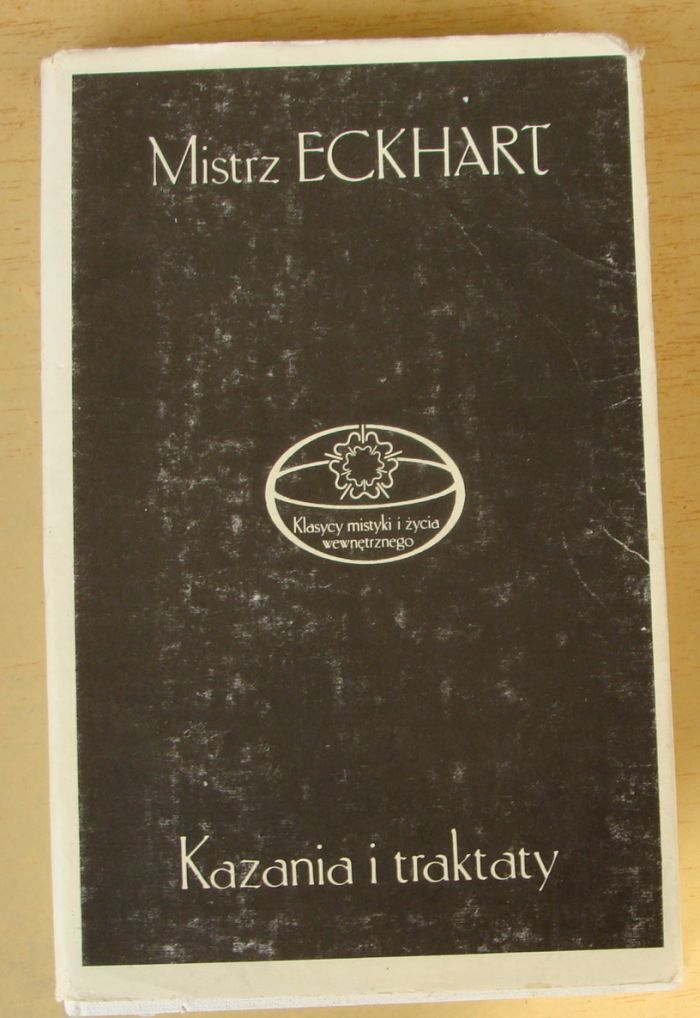 Mistrz ECKHART
Klasycy mistyki i życia
wewnętrznego
Kazania i traktaty